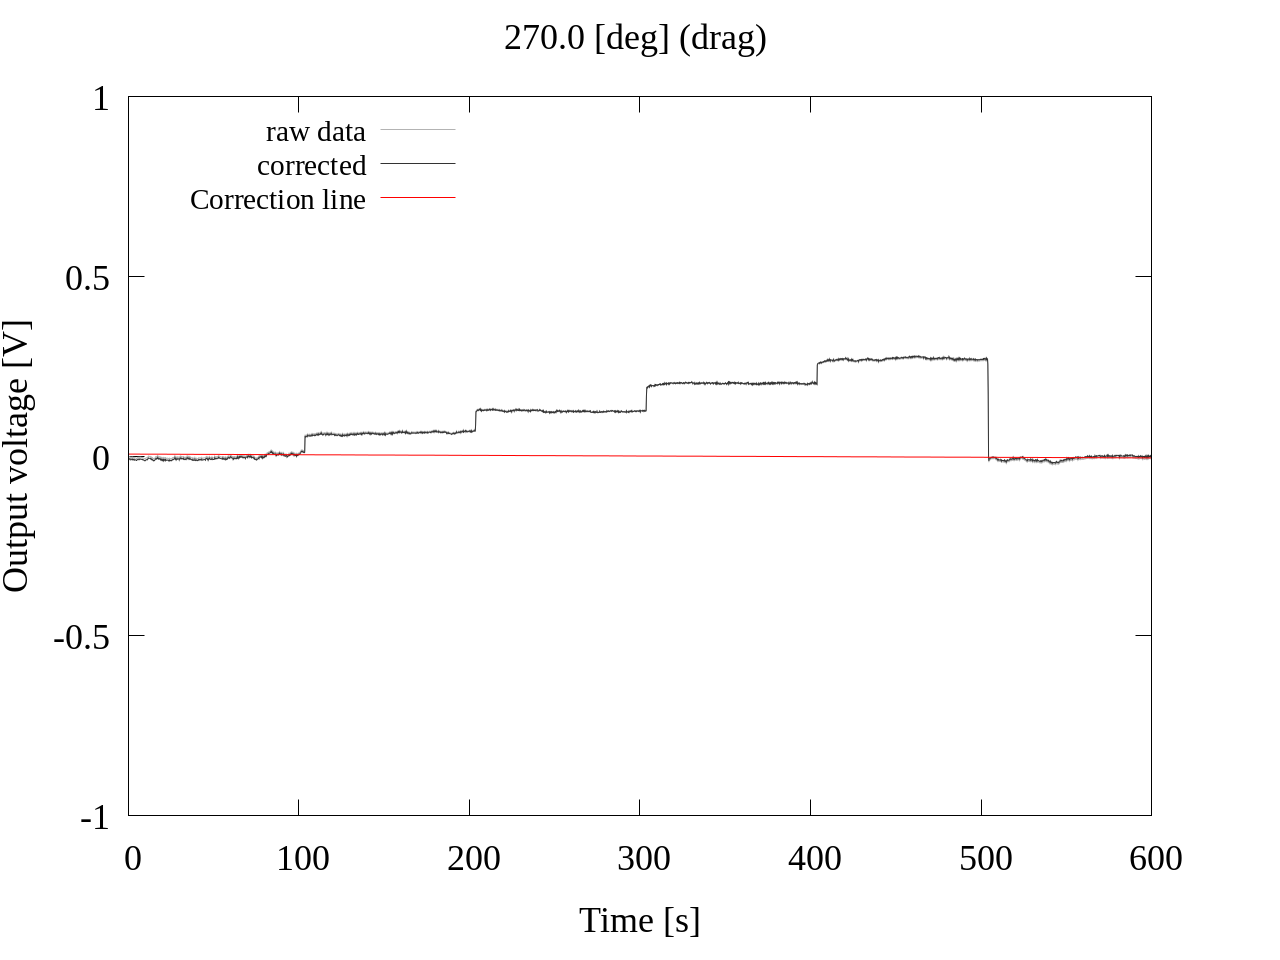 270.0 [deg] (drag)
raw data
corrected
Correction line
1
0.5
0
-0.5
-1
Output voltage [V]
0 100 200 300 400 500 600
Time [s]